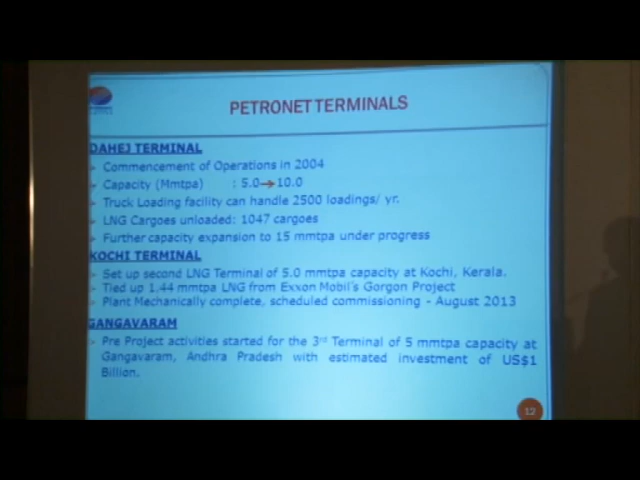 PETRONET TERMINALS
DAHEJ TERMINAL
Commencement of Operations in 2004
Capacity (Mmtpa) : 5.0→10.0
Truck Loading facility can handle 2500 loadings/ yr.
LNG Cargoes unloaded: 1047 cargoes
Further capacity expansion to 15 mmtpa under progress
KOCHI TERMINAL
Set up second LNG Terminal of 5.0 mmtpa capacity at Kochi, Kerala.
Tied up 1.44 mmtpa LNG from Exxon Mobil's Gorgon Project
Plant Mechanically complete, scheduled commissioning - August 2013
GANGAVARAM
Pre Project activities started for the 3rd Terminal of 5 mmtpa capacity at
Gangavaram, Andhra Pradesh with estimated investment of US$1
Billion.
12